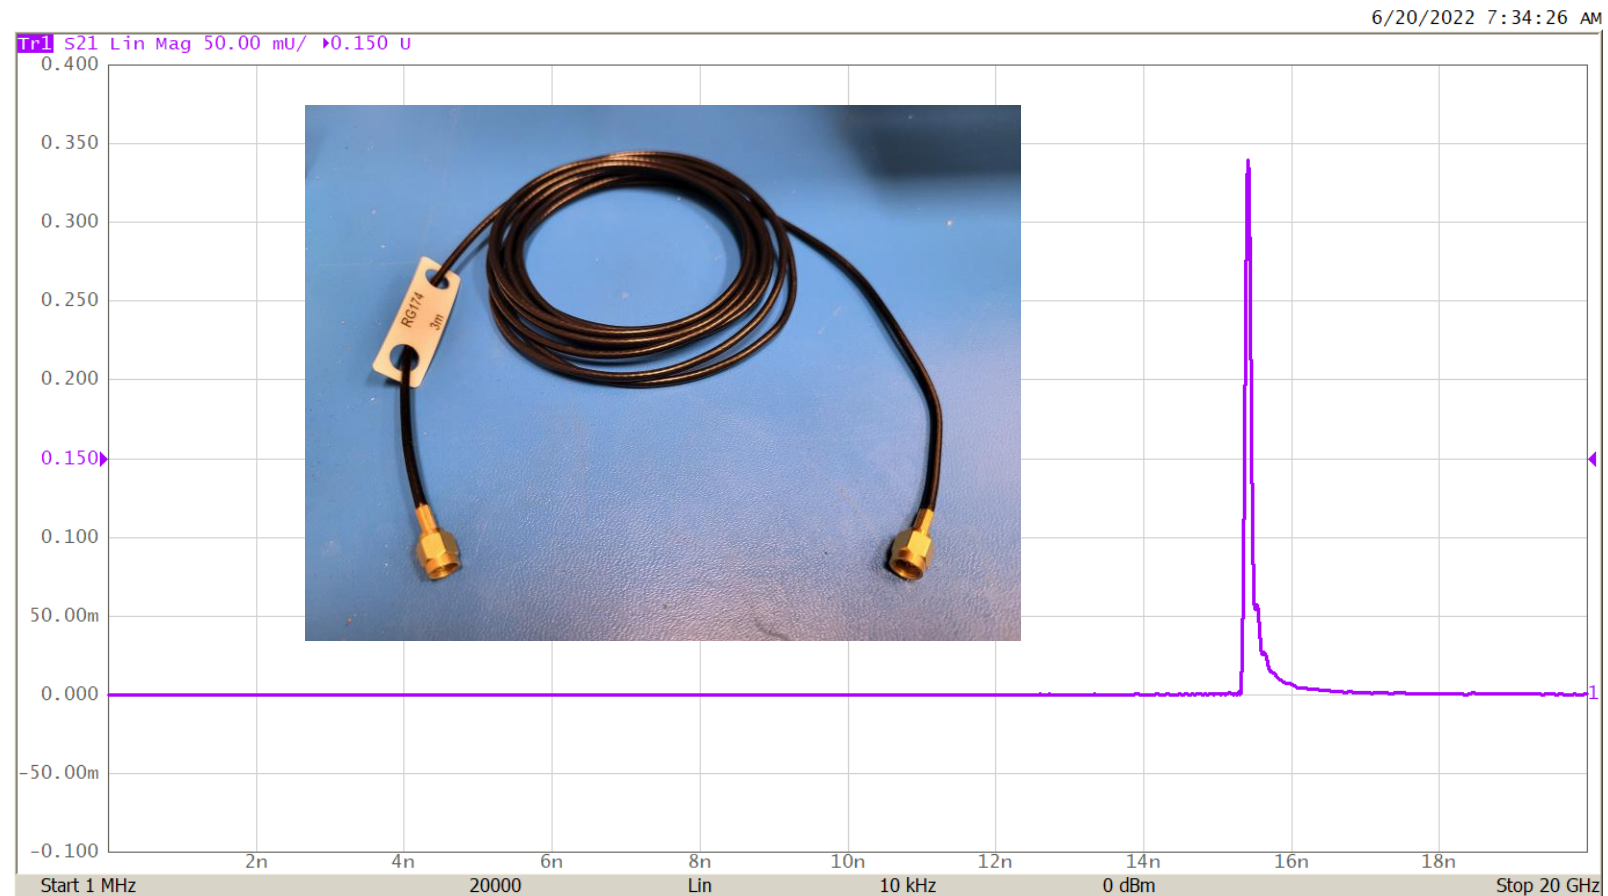 6/20/2022 7:34:26 AM
Tr1 S21 Lin Mag 50.00 mU/ 0.150 U
0.400
0.350
0.300
0.250
0.200
0.150
0.100
50.00m
0.000
-50.00m
-0.100
RG174
3m
1
2n 4n 6n 8n 10n 12n 14n 16n 18n
Start 1 MHz 20000 Lin 10 kHz 0 dBm Stop 20 GHz